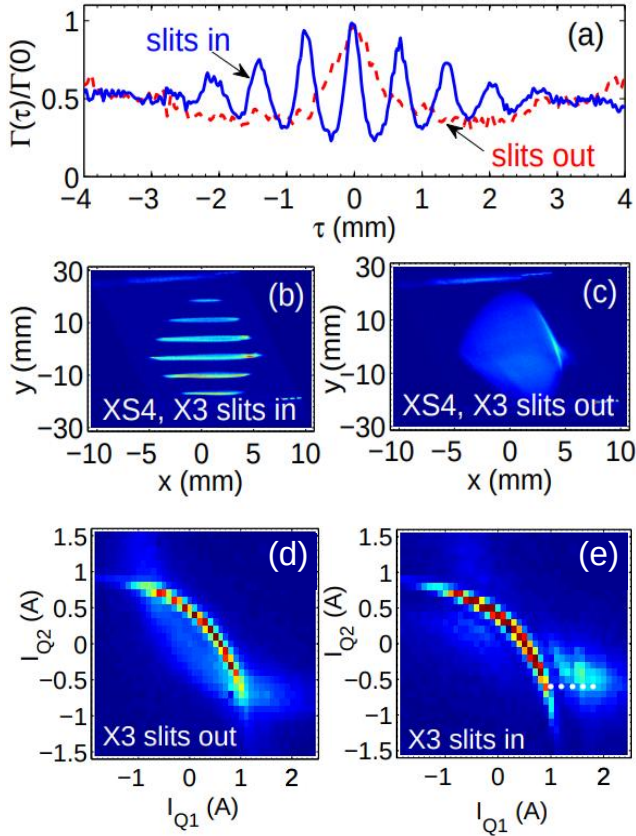 1
0.5
0
Γ(τ)/Γ(0)
slits in
(a)
slits out
−4 −3 −2 −1 0 1 2 3 4
τ (mm)
30
10
−10
−30
y (mm)
(b)
XS4, X3 slits in
−10 −5 0 5 10
x (mm)
30
10
−10
−30
y (mm)
(c)
XS4, X3 slits out
−10 −5 0 5 10
x (mm)
1.5
1
0.5
0
−0.5
−1
−1.5
I_Q2 (A)
(d)
X3 slits out
−1 0 1 2
I_Q1 (A)
1.5
1
0.5
0
−0.5
−1
−1.5
I_Q2 (A)
(e)
X3 slits in
−1 0 1 2
I_Q1 (A)